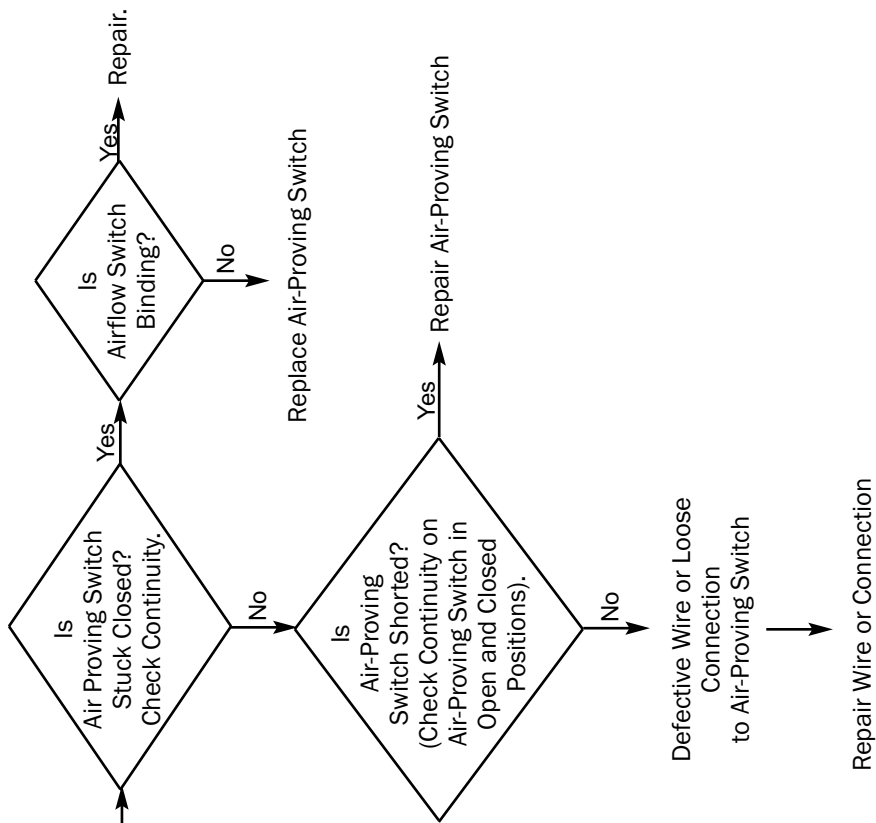 Is
Air Proving Switch
Stuck Closed?
Check Continuity.
Yes
Is
Airflow Switch
Binding?
Yes
Repair.
No
Replace Air-Proving Switch
No
Is
Air-Proving
Switch Shorted?
(Check Continuity on
Air-Proving Switch in
Open and Closed
Positions).
Yes
Repair Air-Proving Switch
No
Defective Wire or Loose
Connection
to Air-Proving Switch
Repair Wire or Connection